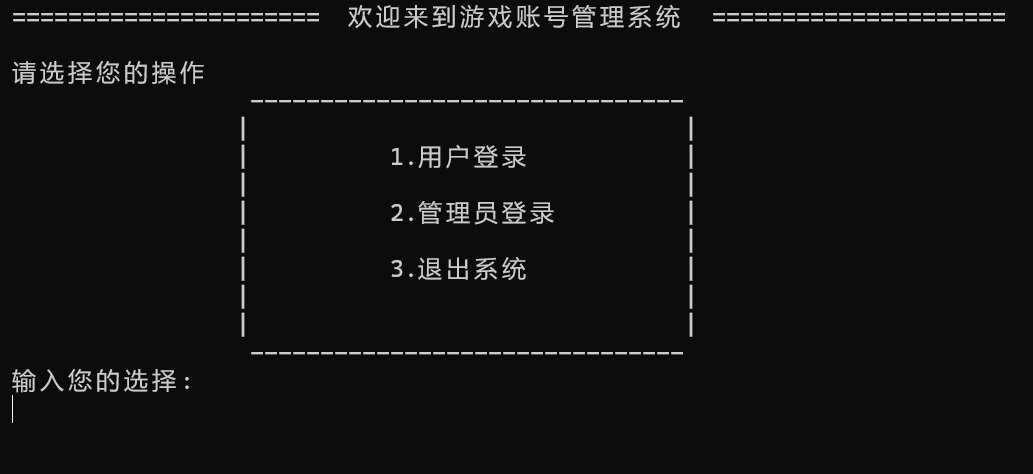 ====================== 欢迎来到游戏账号管理系统 =====================
请选择您的操作
-------------------------------
| |
| 1.用户登录 |
| |
| 2.管理员登录 |
| |
| 3.退出系统 |
| |
| |
-------------------------------
输入您的选择: